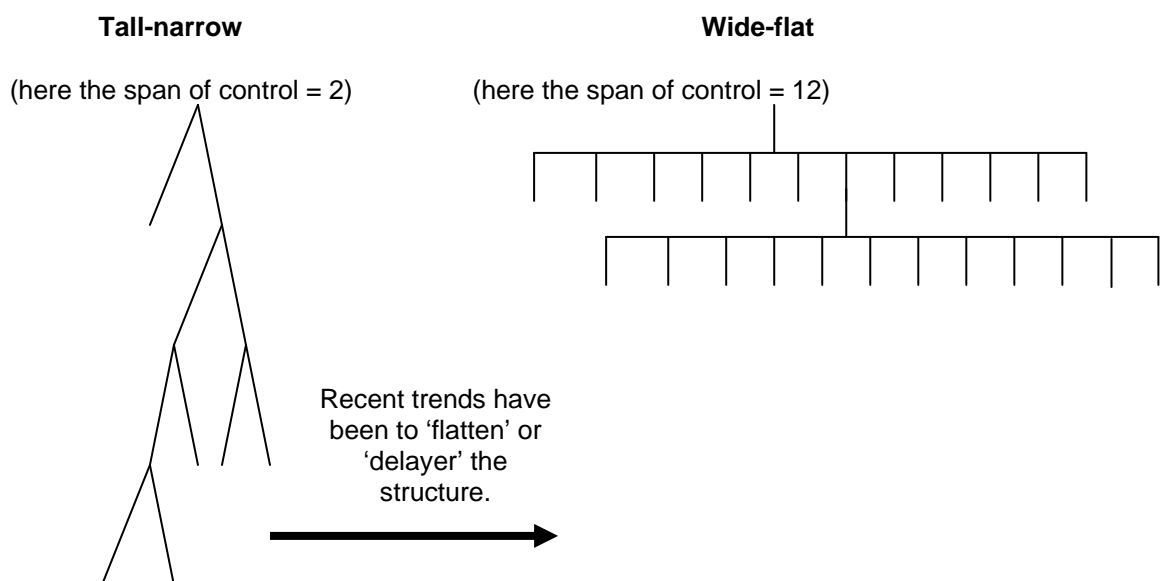 Tall-narrow
Wide-flat
(here the span of control = 2)
(here the span of control = 12)
Recent trends have
been to ‘flatten’ or
‘delayer’ the
structure.